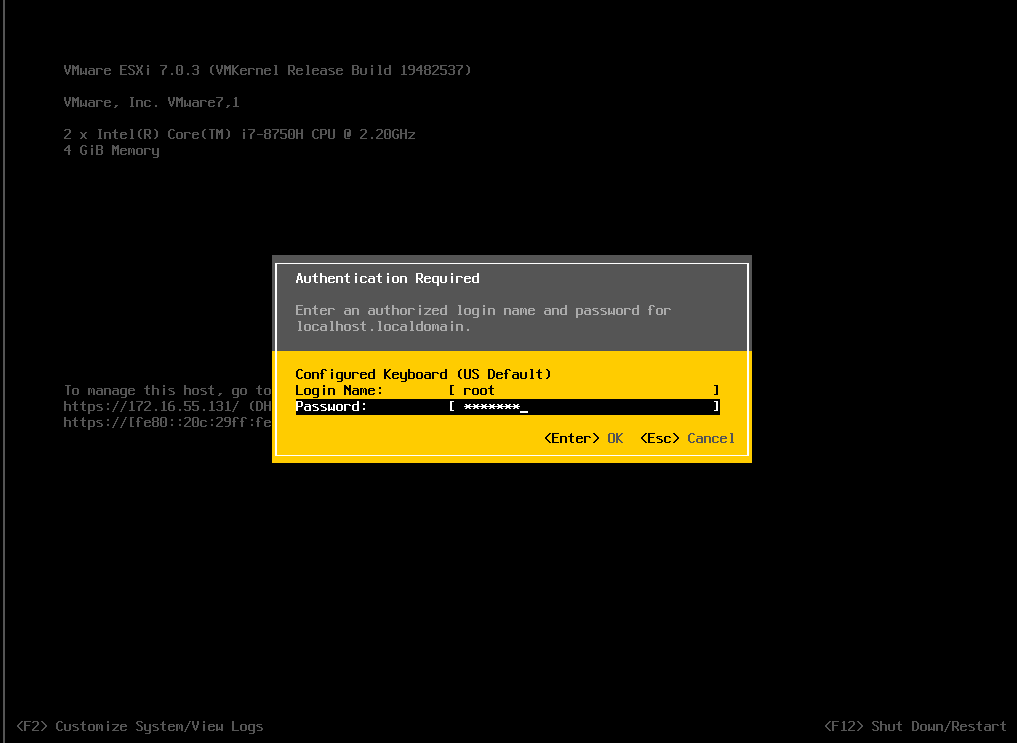 VMware ESXi 7.0.3 (VMKernel Release Build 19482537)
VMware, Inc. VMware7,1
2 x Intel(R) Core(TM) i7-8750H CPU @ 2.20GHz
4 GiB Memory
Authentication Required
Enter an authorized login name and password for
localhost.localdomain.
Configured Keyboard (US Default)
Login Name: [ root ]
Password: [ *******_ ]
<Enter> OK <Esc> Cancel
To manage this host, go to
https://172.16.55.131/ (DH
https://[fe80::20c:29ff:fe
<F2> Customize System/View Logs
<F12> Shut Down/Restart